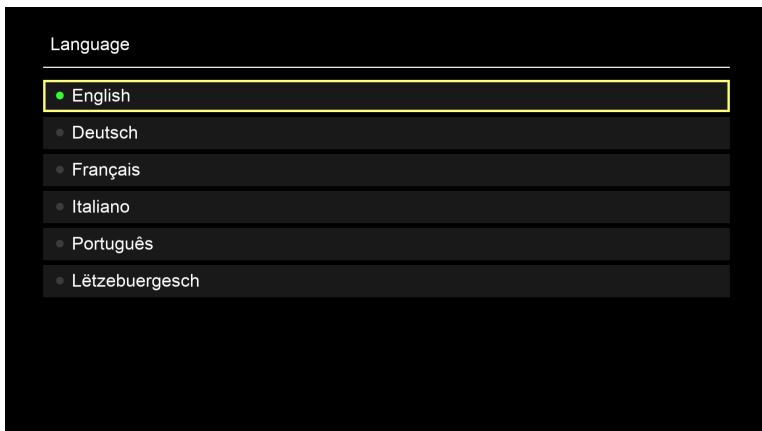 Language
English
Deutsch
Français
Italiano
Português
Lëtzebuergesch